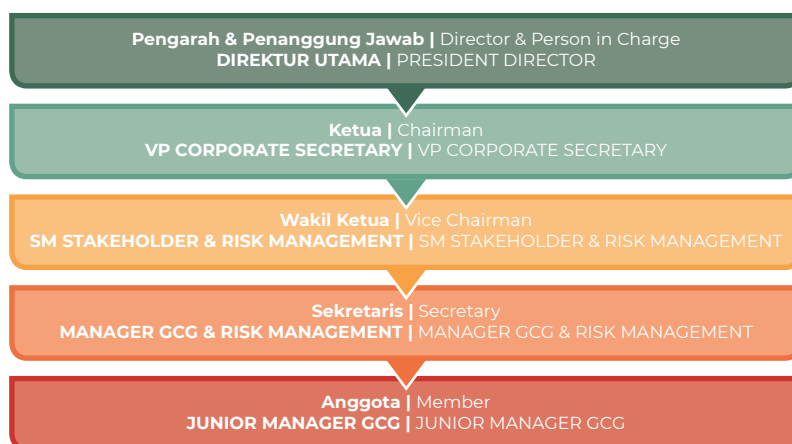 Pengarah & Penanggung Jawab | Director & Person in Charge
DIREKTUR UTAMA | PRESIDENT DIRECTOR
Ketua | Chairman
VP CORPORATE SECRETARY | VP CORPORATE SECRETARY
Wakil Ketua | Vice Chairman
SM STAKEHOLDER & RISK MANAGEMENT | SM STAKEHOLDER & RISK MANAGEMENT
Sekretaris | Secretary
MANAGER GCG & RISK MANAGEMENT | MANAGER GCG & RISK MANAGEMENT
Anggota | Member
JUNIOR MANAGER GCG | JUNIOR MANAGER GCG